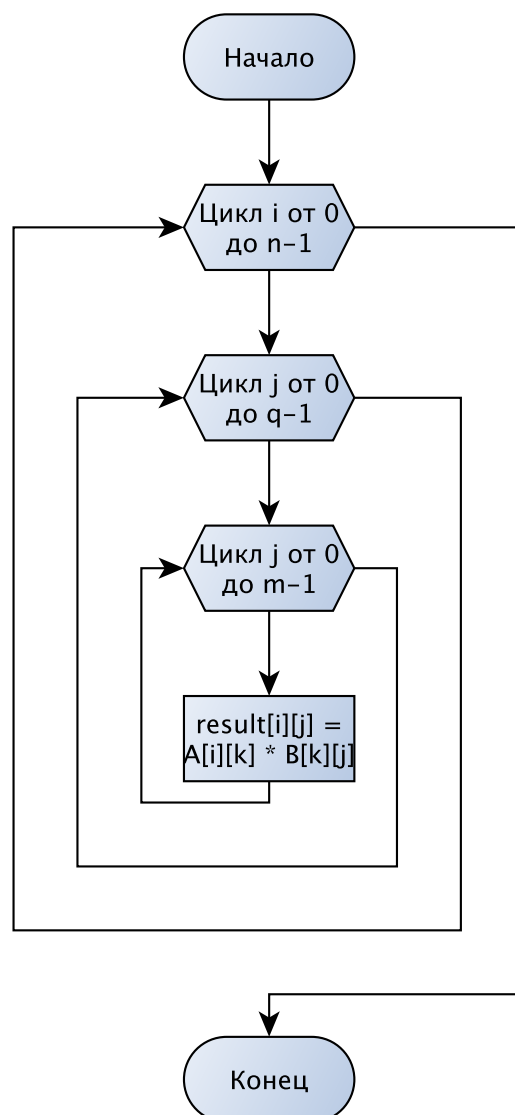 Начало
Цикл i от 0
до n-1
Цикл j от 0
до q-1
Цикл j от 0
до m-1
result[i][j] =
A[i][k] * B[k][j]
Конец